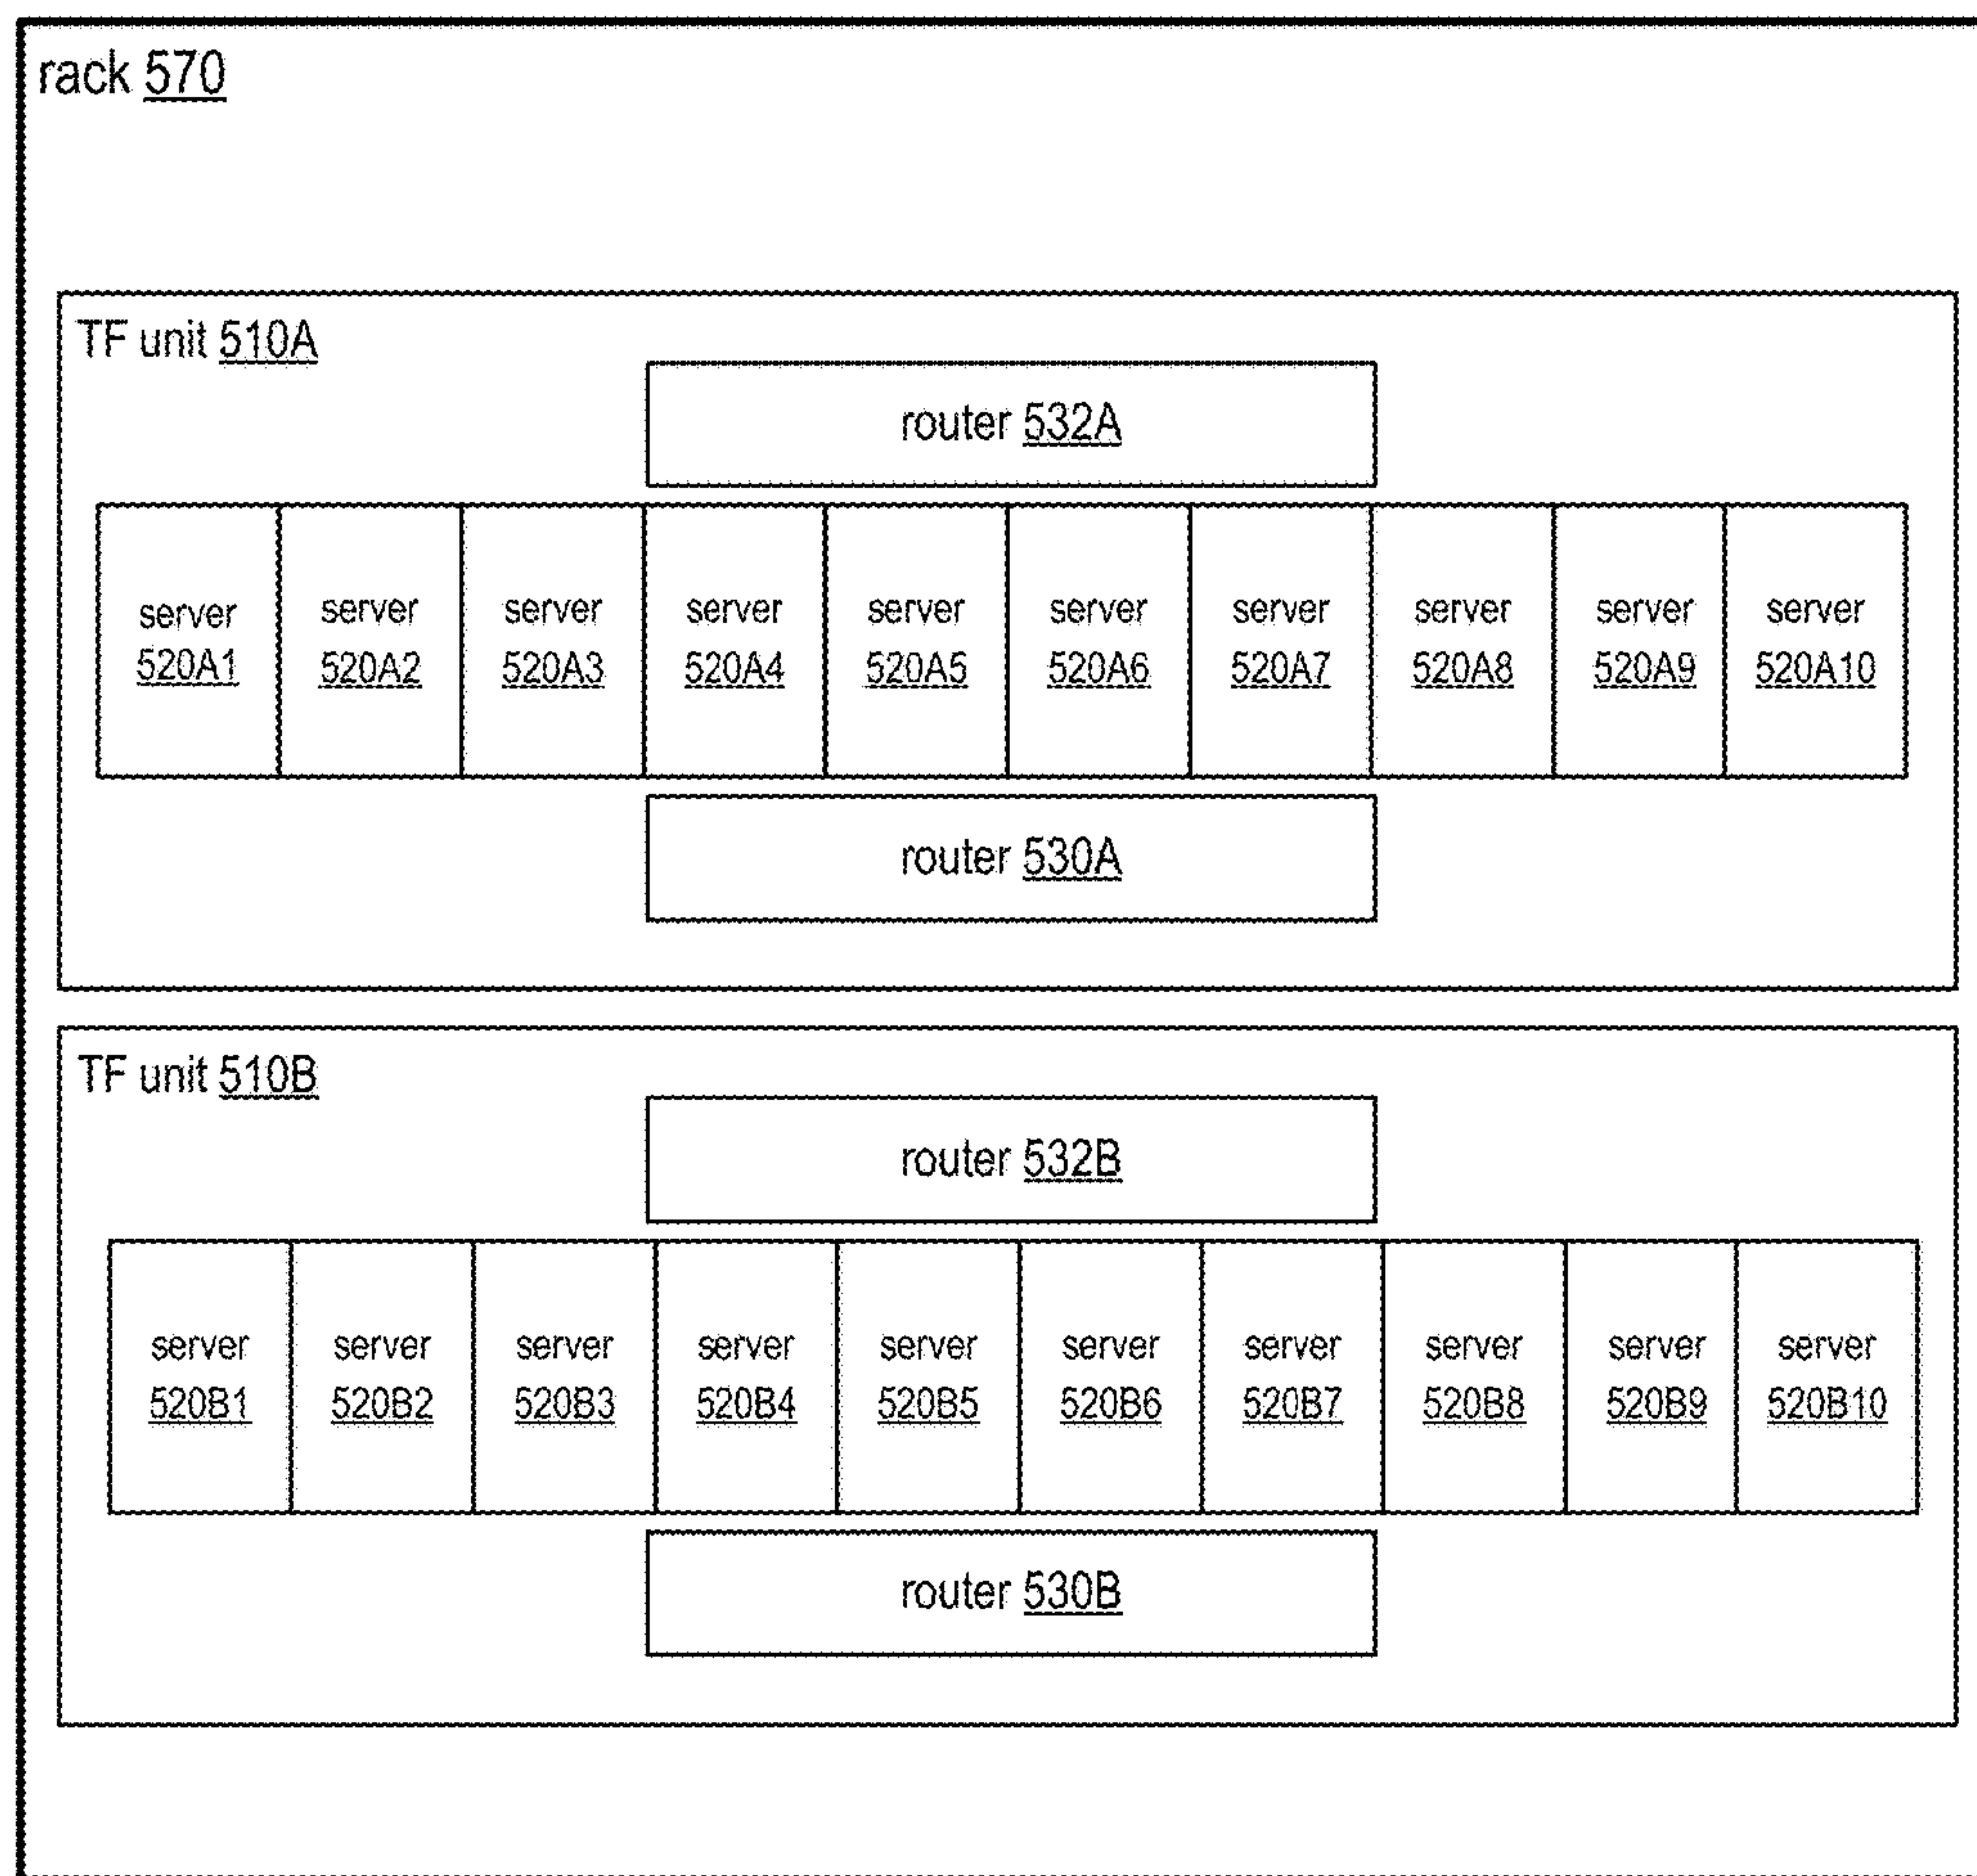 rack 570
TF unit 510A
router 532A
server server server server server server server server server server
520A1 520A2 520A3 520A4 520A5 520A6 520A7 520A8 520A9 520A10
router 530A
TF unit 510B
router 532B
server server server server server server server server server server
520B1 520B2 520B3 520B4 520B5 520B6 520B7 520B8 520B9 520B10
router 530B